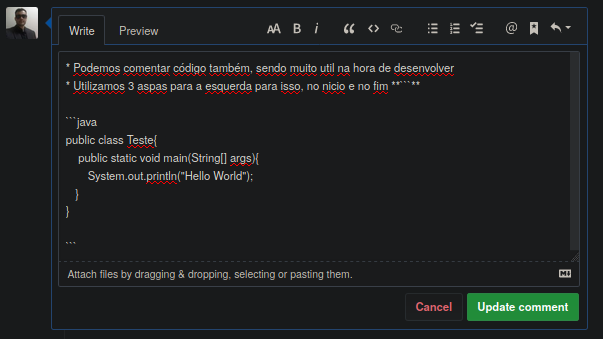 Write
Preview
AA B i
@
* Podemos comentar código também, sendo muito util na hora de desenvolver
* Utilizamos 3 aspas para a esquerda para isso, no nicio e no fim **```**
```java
public class Teste{
public static void main(String[] args){
System.out.println("Hello World");
}
}
```
Attach files by dragging & dropping, selecting or pasting them.
Cancel
Update comment